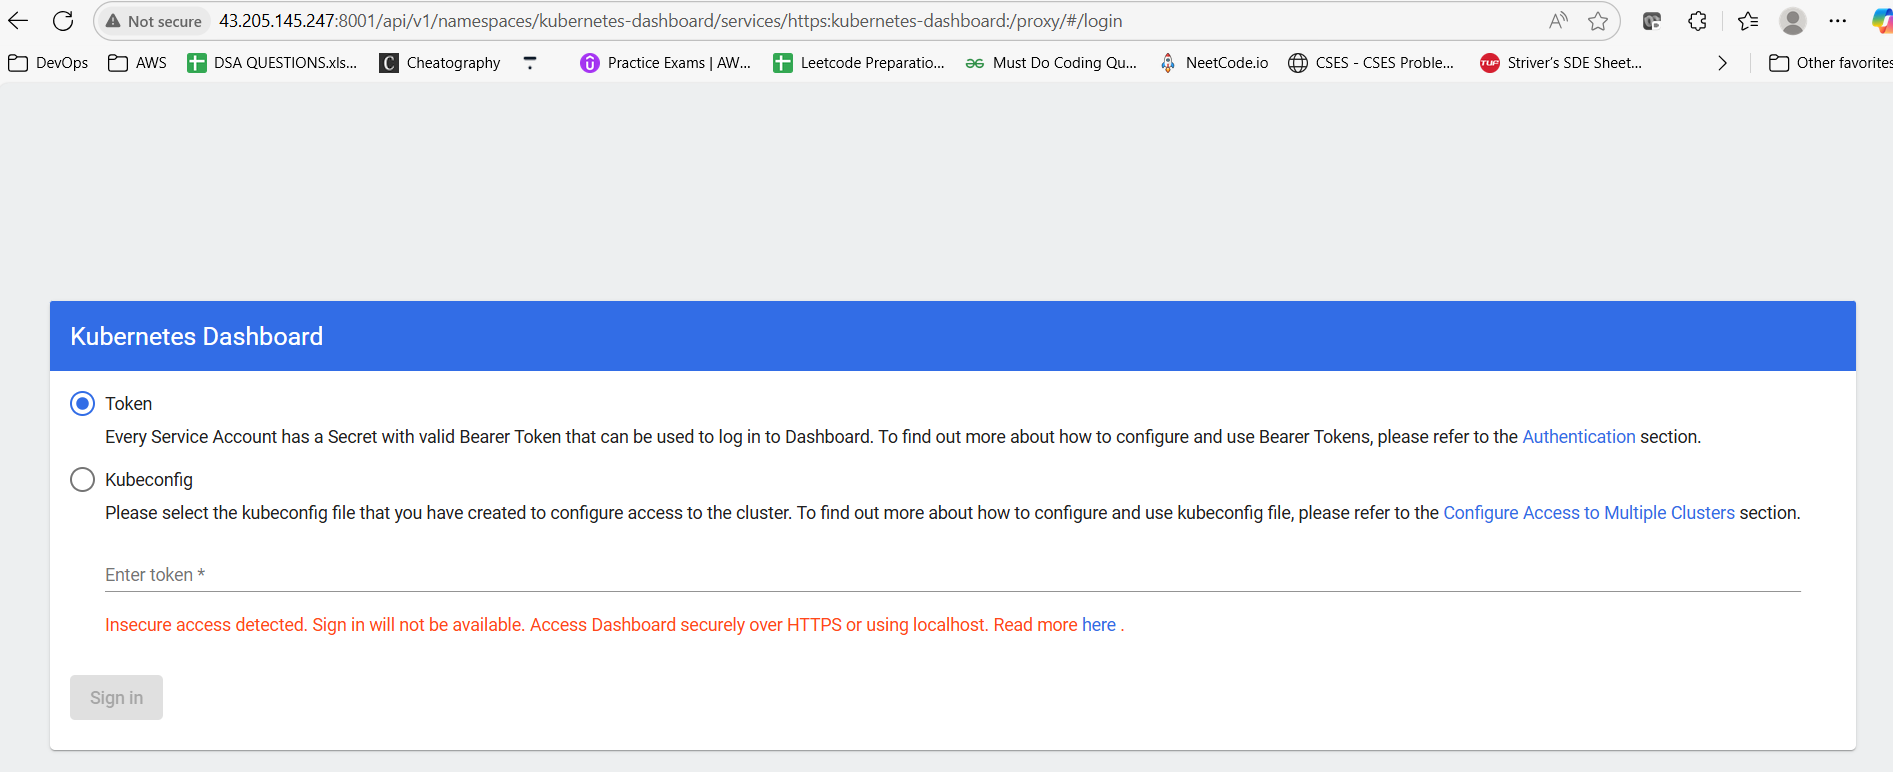 Not secure 43.205.145.247:8001/api/v1/namespaces/kubernetes-dashboard/services/https:kubernetes-dashboard:/proxy/#/login
DevOps AWS DSA QUESTIONS.xls... Cheatography Practice Exams | AW... Leetcode Preparatio... Must Do Coding Qu... NeetCode.io CSES - CSES Proble... Striver's SDE Sheet... Other favorites
Kubernetes Dashboard
Token
Every Service Account has a Secret with valid Bearer Token that can be used to log in to Dashboard. To find out more about how to configure and use Bearer Tokens, please refer to the Authentication section.
Kubeconfig
Please select the kubeconfig file that you have created to configure access to the cluster. To find out more about how to configure and use kubeconfig file, please refer to the Configure Access to Multiple Clusters section.
Enter token *
Insecure access detected. Sign in will not be available. Access Dashboard securely over HTTPS or using localhost. Read more here .
Sign in